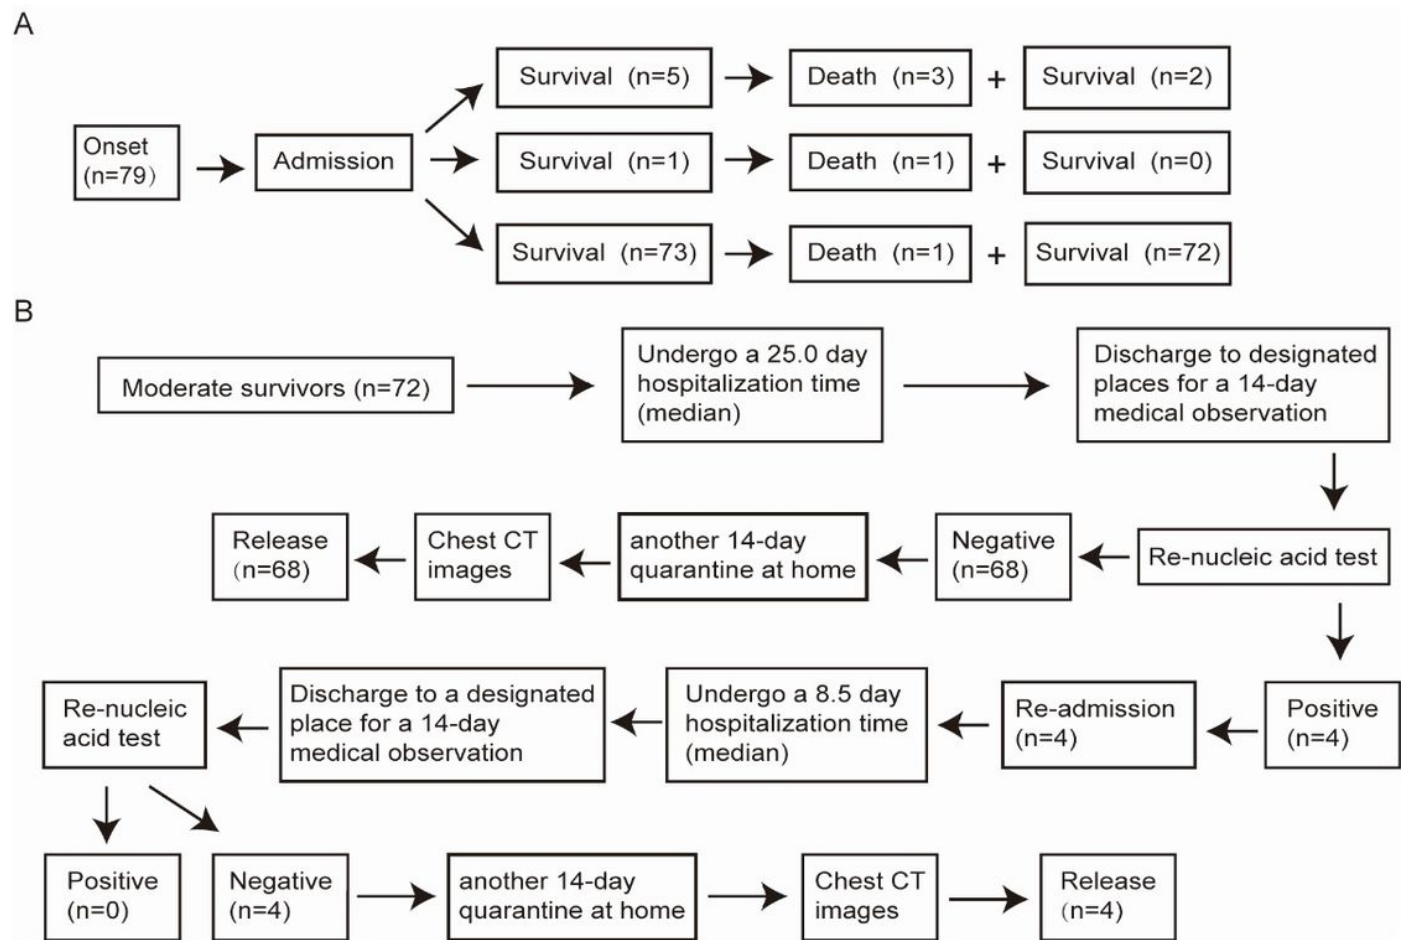 A
Onset
(n=79)
Admission
Survival (n=5)
Death (n=3)
+
Survival (n=2)
Survival (n=1)
Death (n=1)
+
Survival (n=0)
Survival (n=73)
Death (n=1)
+
Survival (n=72)
B
Moderate survivors (n=72)
Undergo a 25.0 day
hospitalization time
(median)
Discharge to designated
places for a 14-day
medical observation
Re-nucleic acid test
Negative
(n=68)
another 14-day
quarantine at home
Chest CT
images
Release
(n=68)
Positive
(n=4)
Re-admission
(n=4)
Undergo a 8.5 day
hospitalization time
(median)
Discharge to a designated
place for a 14-day
medical observation
Re-nucleic
acid test
Positive
(n=0)
Negative
(n=4)
another 14-day
quarantine at home
Chest CT
images
Release
(n=4)